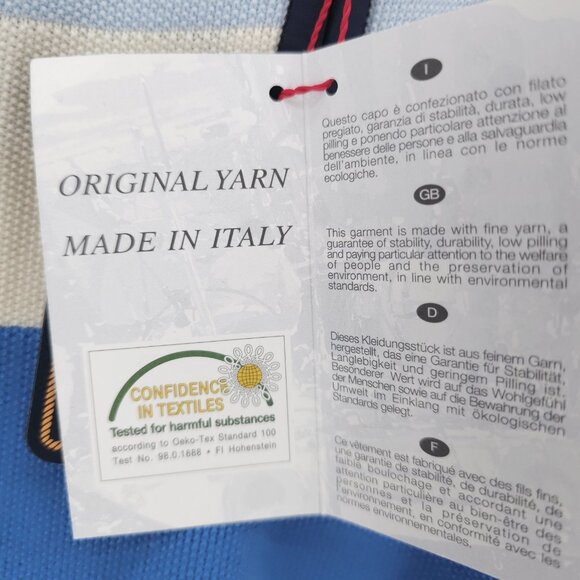 ORIGINAL YARN
MADE IN ITALY
CONFIDENCE
IN TEXTILES
Tested for harmful substances
according to Oeko-Tex Standard 100
Test No. 98.0.1688 • FI Hohenstein
I
Questo capo è confezionato con filato
pregiato, garanzia di stabilità, durata, low
pilling e ponendo particolare attenzione al
benessere delle persone e alla salvaguardia
dell'ambiente, in linea con le norme
ecologiche.
GB
This garment is made with fine yarn, a
guarantee of stability, durability, low pilling
and paying particular attention to the welfare
of people and the preservation of
environment, in line with environmental
standards.
D
Dieses Kleidungsstück ist aus feinem Garn,
hergestellt, das eine Garantie für Stabilität,
Langlebigkeit und geringem Pilling ist.
Besonderer Wert wird auf das Wohlgefühl
der Menschen sowie auf die Bewahrung der
Umwelt im Einklang mit ökologischen
Standards gelegt.
F
Ce vêtement est fabriqué avec des fils fins,
une garantie de stabilité, de durabilité, de
faible boulochage et accordant une
attention particulière au bien-être des
personnes et à la préservation de
l'environnement, en conformité avec les
normes environnementales.